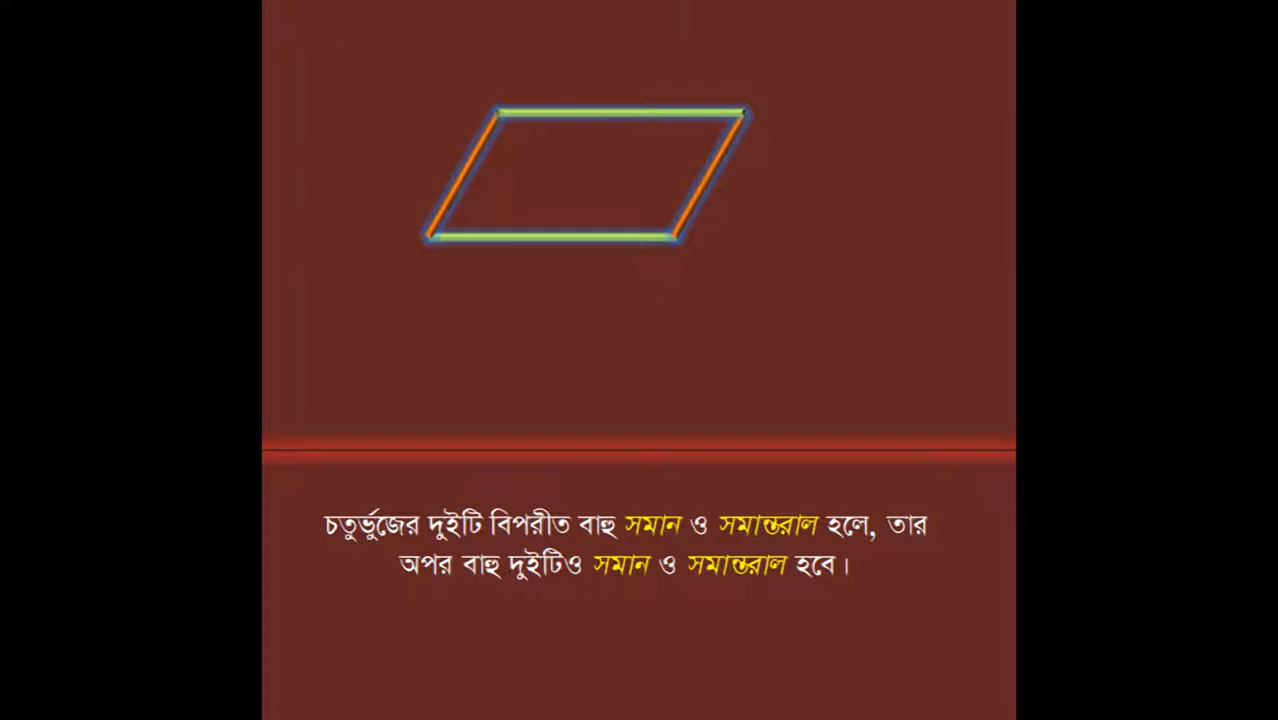 চতুর্ভুজের দুইটি বিপরীত বাহু সমান ও সমান্তরাল হলে, তার
অপর বাহু দুইটিও সমান ও সমান্তরাল হবে।